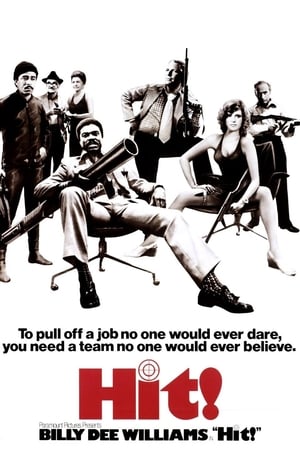 To pull off a job no one would ever dare,
you need a team no one would ever believe.
Hit!
Paramount Pictures Presents
BILLY DEE WILLIAMS in "Hit!"